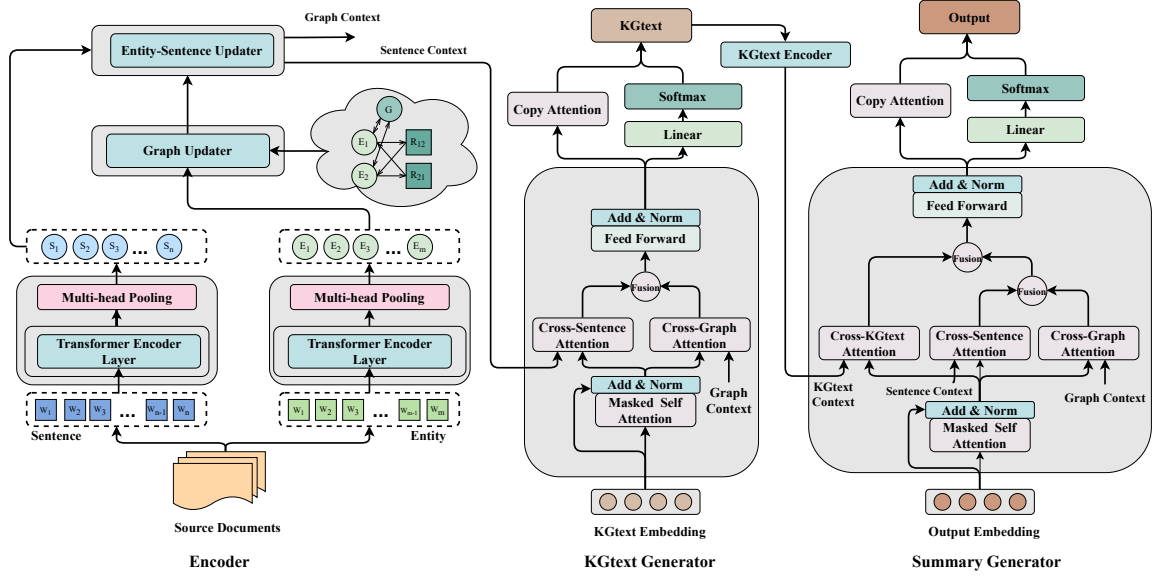 Graph Context
Entity-Sentence Updater
Sentence Context
Graph Updater
G
E1
R12
E2
R21
S1 S2 S3 ... Sn
E1 E2 E3 ... Em
Multi-head Pooling
Multi-head Pooling
Transformer Encoder
Layer
Transformer Encoder
Layer
W1 W2 W3 ... Wn-1 Wn
W1 W2 W3 ... Wm-1 Wm
Sentence
Entity
Source Documents
Encoder
KGtext
KGtext Encoder
Copy Attention
Softmax
Linear
Add & Norm
Feed Forward
Fusion
Cross-Sentence
Attention
Cross-Graph
Attention
Add & Norm
Masked Self
Attention
Graph
Context
KGtext Embedding
KGtext Generator
Output
Copy Attention
Softmax
Linear
Add & Norm
Feed Forward
Fusion
Fusion
Cross-KGtext
Attention
Cross-Sentence
Attention
Cross-Graph
Attention
KGtext
Context
Sentence Context
Graph Context
Add & Norm
Masked Self
Attention
Output Embedding
Summary Generator